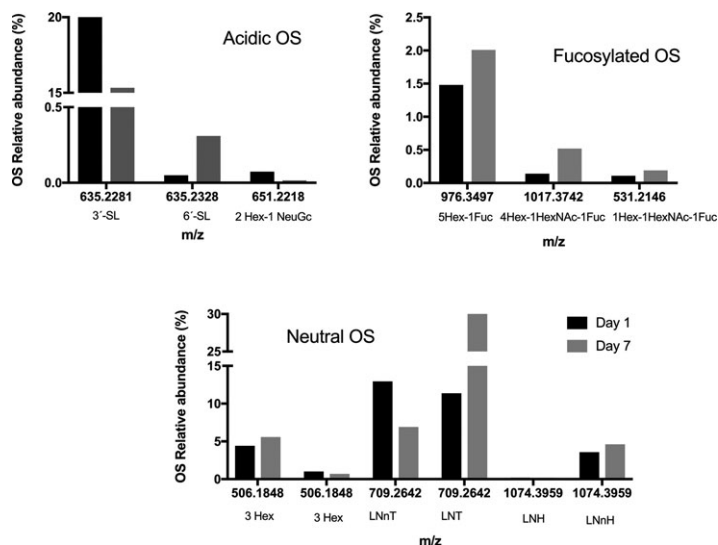 Acidic OS
OS Relative abundance (%)
20
15
0.5
0.0
635.2281 635.2328 651.2218
3´-SL 6´-SL 2 Hex-1 NeuGc
m/z
Fucosylated OS
OS Relative abundance (%)
2.5
2.0
1.5
1.0
0.5
0.0
976.3497 1017.3742 531.2146
5Hex-1Fuc 4Hex-1HexNAc-1Fuc 1Hex-1HexNAc-1Fuc
m/z
Neutral OS
OS Relative abundance (%)
30
25
15
10
5
0
506.1848 506.1848 709.2642 709.2642 1074.3959 1074.3959
3 Hex 3 Hex LNnT LNT LNH LNnH
m/z
Day 1
Day 7